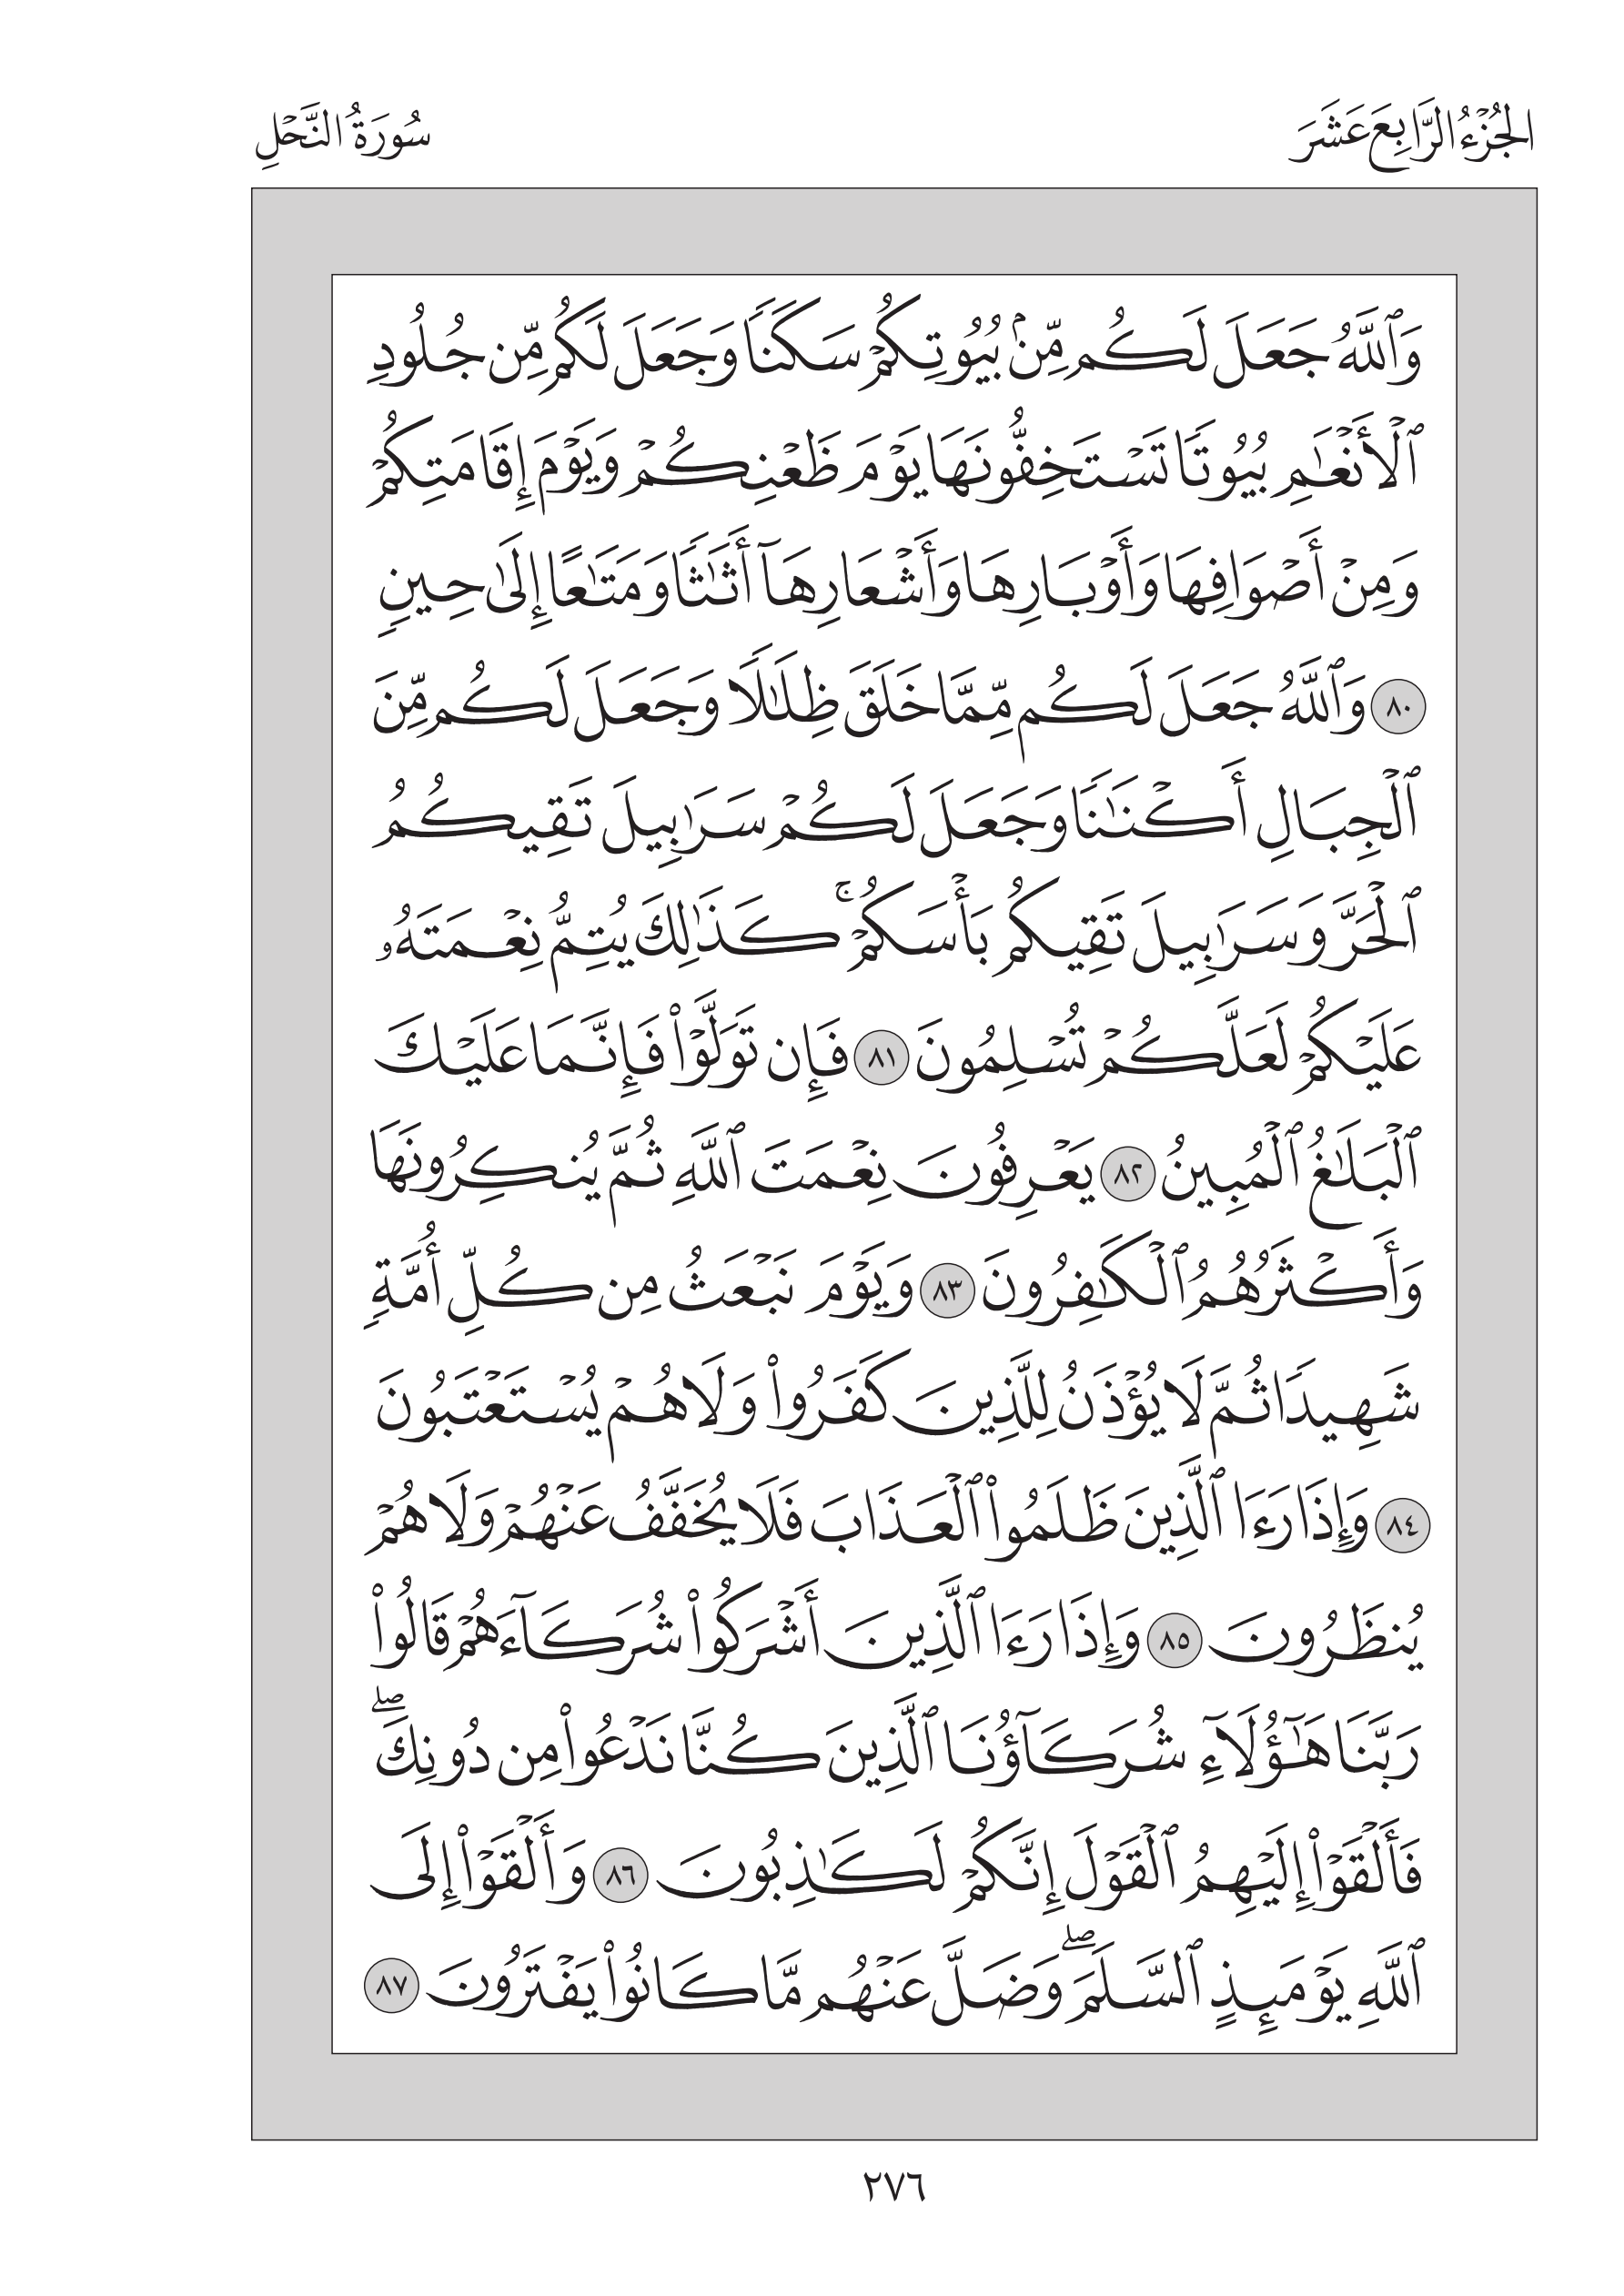 الجُزْءُ الرَّابِعَ عَشَرَ
سُورَةُ النَّحْلِ
وَٱللَّهُ جَعَلَ لَكُم مِّنۢ بُيُوتِكُمْ سَكَنًا وَجَعَلَ لَكُم مِّن جُلُودِ
ٱلْأَنْعَٰمِ بُيُوتًا تَسْتَخِفُّونَهَا يَوْمَ ظَعْنِكُمْ وَيَوْمَ إِقَامَتِكُمْ
وَمِنْ أَصْوَافِهَا وَأَوْبَارِهَا وَأَشْعَارِهَآ أَثَٰثًا وَمَتَٰعًا إِلَىٰ حِينٍ
٨٠ وَٱللَّهُ جَعَلَ لَكُم مِّمَّا خَلَقَ ظِلَٰلًا وَجَعَلَ لَكُم مِّنَ
ٱلْجِبَالِ أَكْنَٰنًا وَجَعَلَ لَكُمْ سَرَٰبِيلَ تَقِيكُمُ
ٱلْحَرَّ وَسَرَٰبِيلَ تَقِيكُم بَأْسَكُمْ ۚ كَذَٰلِكَ يُتِمُّ نِعْمَتَهُۥ
عَلَيْكُمْ لَعَلَّكُمْ تُسْلِمُونَ ٨١ فَإِن تَوَلَّوْا۟ فَإِنَّمَا عَلَيْكَ
ٱلْبَلَٰغُ ٱلْمُبِينُ ٨٢ يَعْرِفُونَ نِعْمَتَ ٱللَّهِ ثُمَّ يُنكِرُونَهَا
وَأَكْثَرُهُمُ ٱلْكَٰفِرُونَ ٨٣ وَيَوْمَ نَبْعَثُ مِن كُلِّ أُمَّةٍ
شَهِيدًا ثُمَّ لَا يُؤْذَنُ لِلَّذِينَ كَفَرُوا۟ وَلَا هُمْ يُسْتَعْتَبُونَ
٨٤ وَإِذَا رَءَا ٱلَّذِينَ ظَلَمُوا۟ ٱلْعَذَابَ فَلَا يُخَفَّفُ عَنْهُمْ وَلَا هُمْ
يُنظَرُونَ ٨٥ وَإِذَا رَءَا ٱلَّذِينَ أَشْرَكُوا۟ شُرَكَآءَهُمْ قَالُوا۟
رَبَّنَا هَٰٓؤُلَآءِ شُرَكَآؤُنَا ٱلَّذِينَ كُنَّا نَدْعُوا۟ مِن دُونِكَ ۖ
فَأَلْقَوْا۟ إِلَيْهِمُ ٱلْقَوْلَ إِنَّكُمْ لَكَٰذِبُونَ ٨٦ وَأَلْقَوْا۟ إِلَى
ٱللَّهِ يَوْمَئِذٍ ٱلسَّلَمَ ۖ وَضَلَّ عَنْهُم مَّا كَانُوا۟ يَفْتَرُونَ ٨٧
٢٧٦